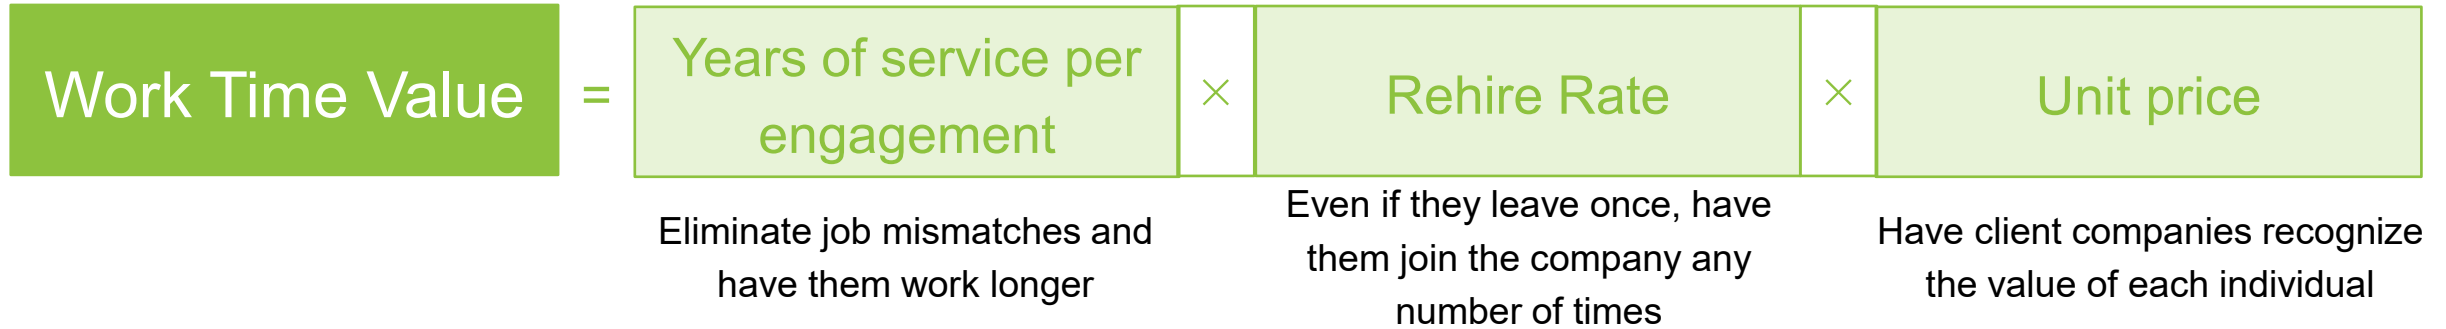 Work Time Value
=
Years of service per
engagement
×
Rehire Rate
×
Unit price
Eliminate job mismatches and
have them work longer
Even if they leave once, have
them join the company any
number of times
Have client companies recognize
the value of each individual